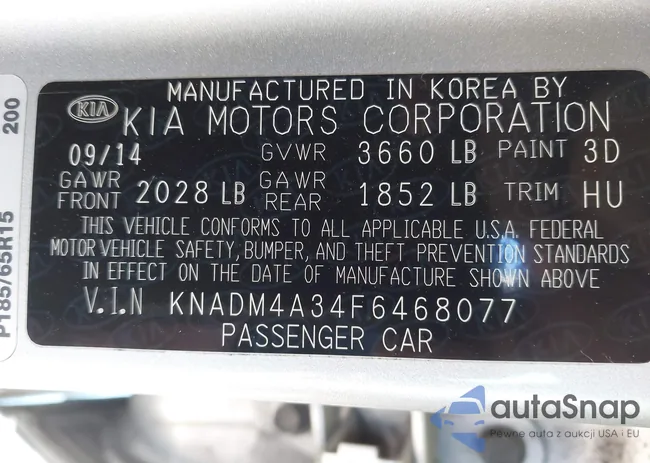 MANUFACTURED IN KOREA BY
KIA KIA MOTORS CORPORATION
09/14 GVWR 3660 LB PAINT 3D
GAWR FRONT 2028 LB GAWR REAR 1852 LB TRIM HU
THIS VEHICLE CONFORMS TO ALL APPLICABLE U.S.A. FEDERAL
MOTOR VEHICLE SAFETY, BUMPER, AND THEFT PREVENTION STANDARDS
IN EFFECT ON THE DATE OF MANUFACTURE SHOWN ABOVE
V.I.N KNADM4A34F6468077
PASSENGER CAR
P185/65R15
200
autaSnap
Pewne auta z aukcji USA i EU